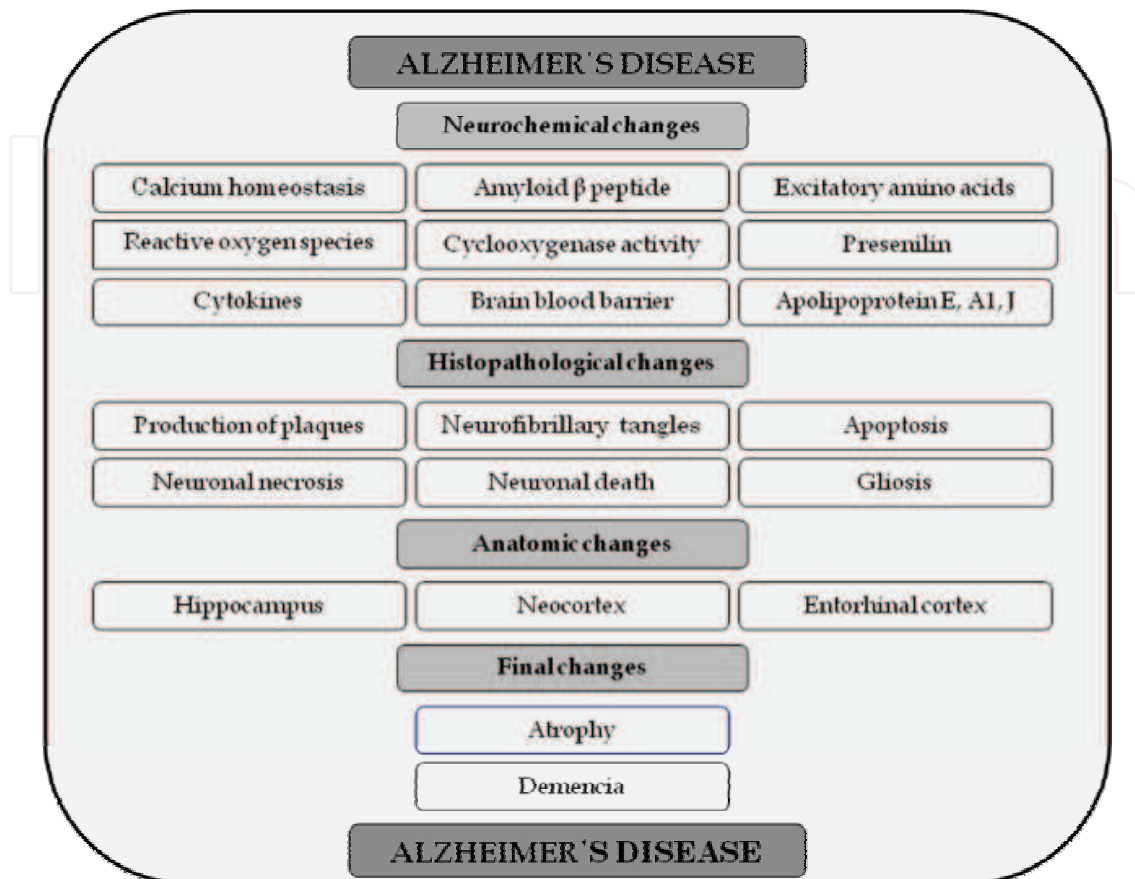 ALZHEIMER´S DISEASE
Neurochemical changes
Calcium homeostasis
Amyloid β peptide
Excitatory amino acids
Reactive oxygen species
Cyclooxygenase activity
Presenilin
Cytokines
Brain blood barrier
Apolipoprotein E, A1, J
Histopathological changes
Production of plaques
Neurofibrillary tangles
Apoptosis
Neuronal necrosis
Neuronal death
Gliosis
Anatomic changes
Hippocampus
Neocortex
Entorhinal cortex
Final changes
Atrophy
Demencia
ALZHEIMER´S DISEASE